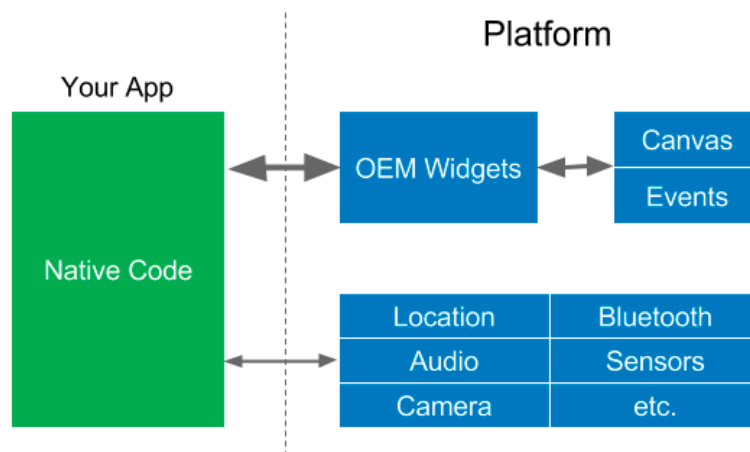 Platform
Your App
Native Code
OEM Widgets
Canvas
Events
Location
Bluetooth
Audio
Sensors
Camera
etc.